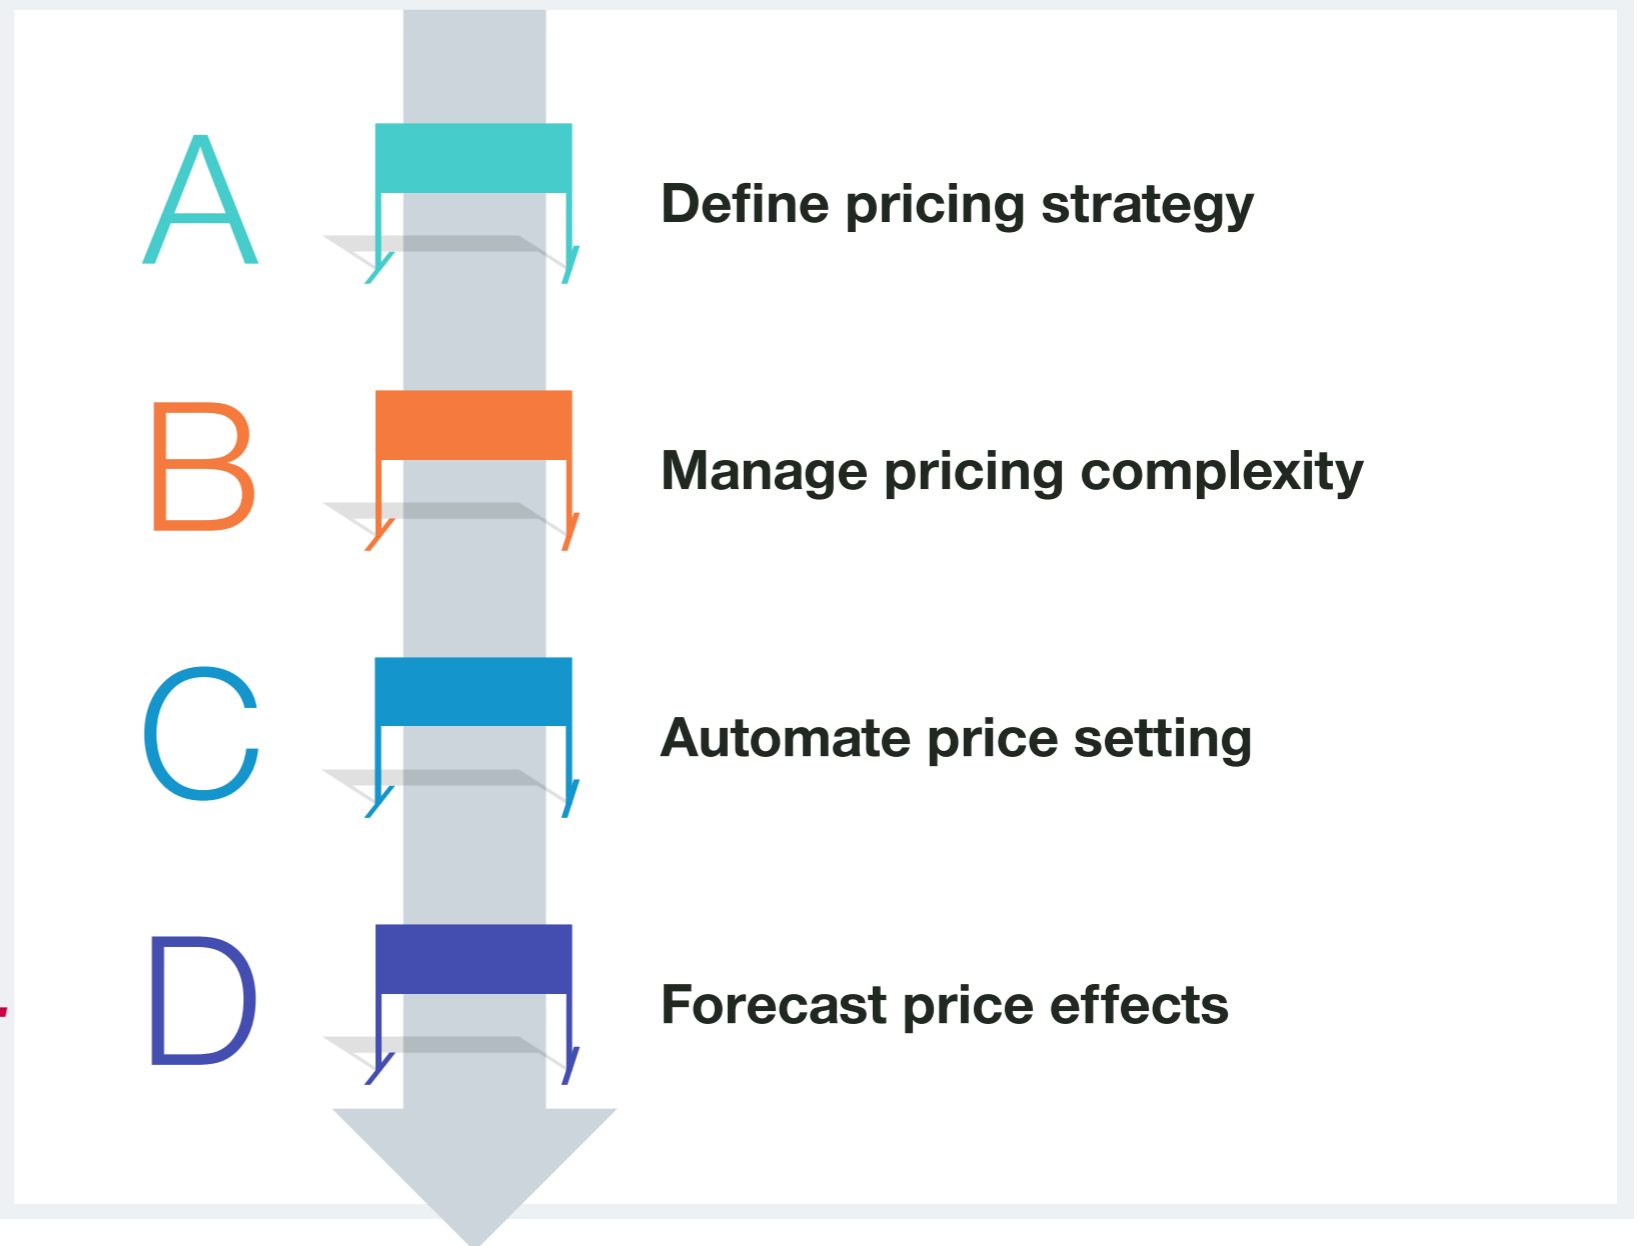 A
Define pricing strategy
B
Manage pricing complexity
C
Automate price setting
D
Forecast price effects